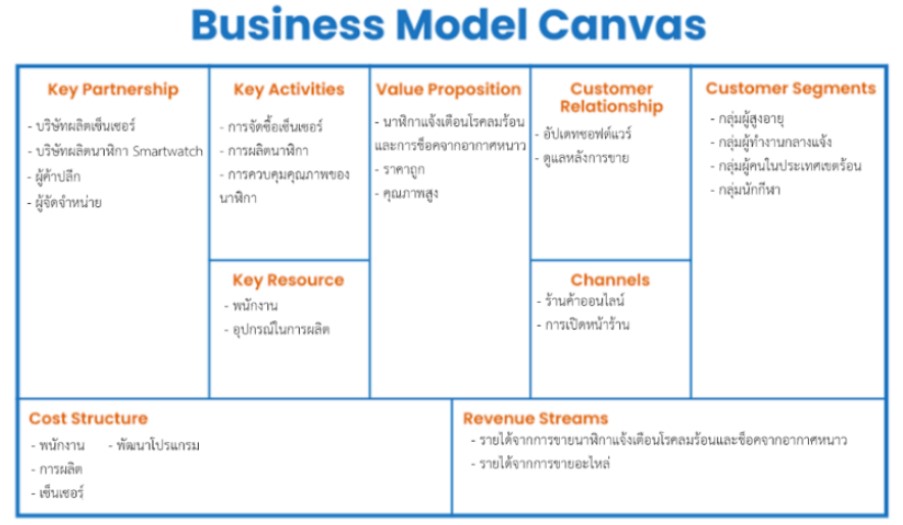 Business Model Canvas
Key Partnership
- บริษัทผลิตเซ็นเซอร์
- บริษัทผลิตนาฬิกา Smartwatch
- ผู้ค้าปลีก
- ผู้จัดจำหน่าย
Key Activities
- การจัดซื้อเซ็นเซอร์
- การผลิตนาฬิกา
- การควบคุมคุณภาพของ
นาฬิกา
Key Resource
- พนักงาน
- อุปกรณ์ในการผลิต
Value Proposition
- นาฬิกาแจ้งเตือนโรคลมร้อน
และการช็อคจากอากาศหนาว
- ราคาถูก
- คุณภาพสูง
Customer
Relationship
- อัปเดทซอฟต์แวร์
- ดูแลหลังการขาย
Channels
- ร้านค้าออนไลน์
- การเปิดหน้าร้าน
Customer Segments
- กลุ่มผู้สูงอายุ
- กลุ่มผู้ทำงานกลางแจ้ง
- กลุ่มผู้คนในประเทศเขตร้อน
- กลุ่มนักกีฬา
Cost Structure
- พนักงาน - พัฒนาโปรแกรม
- การผลิต
- เซ็นเซอร์
Revenue Streams
- รายได้จากการขายนาฬิกาแจ้งเตือนโรคลมร้อนและช็อคจากอากาศหนาว
- รายได้จากการขายอะไหล่